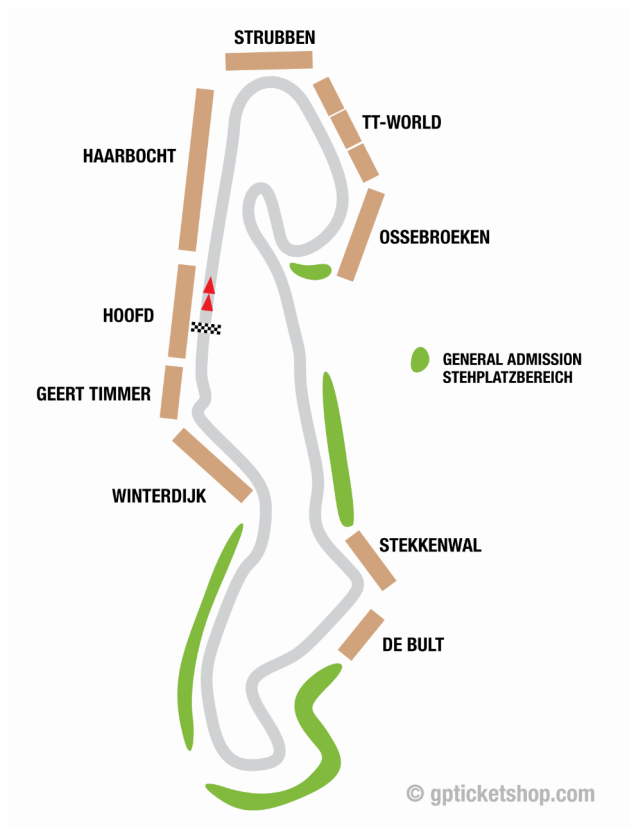 STRUBBEN
TT-WORLD
HAARBOCHT
OSSEBROEKEN
HOOFD
GENERAL ADMISSION
STEHPLATZBEREICH
GEERT TIMMER
WINTERDIJK
STEKKENWAL
DE BULT
© gpticketshop.com